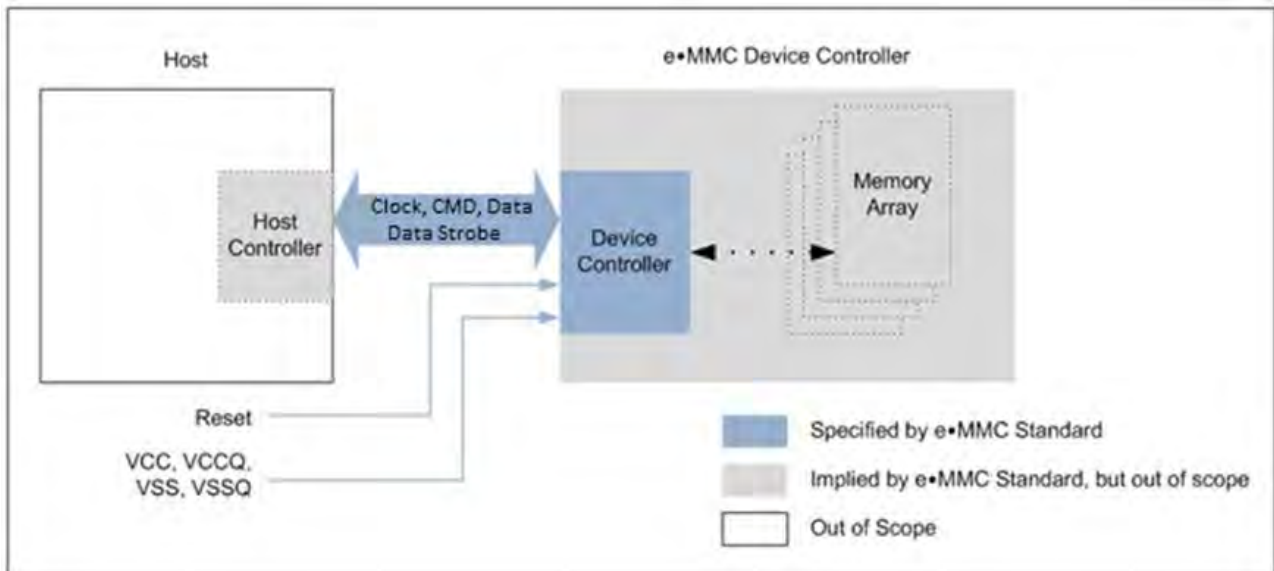 Host
e•MMC Device Controller
Host
Controller
Clock, CMD, Data
Data Strobe
Device
Controller
Memory
Array
Reset
VCC, VCCQ,
VSS, VSSQ
Specified by e•MMC Standard
Implied by e•MMC Standard, but out of scope
Out of Scope